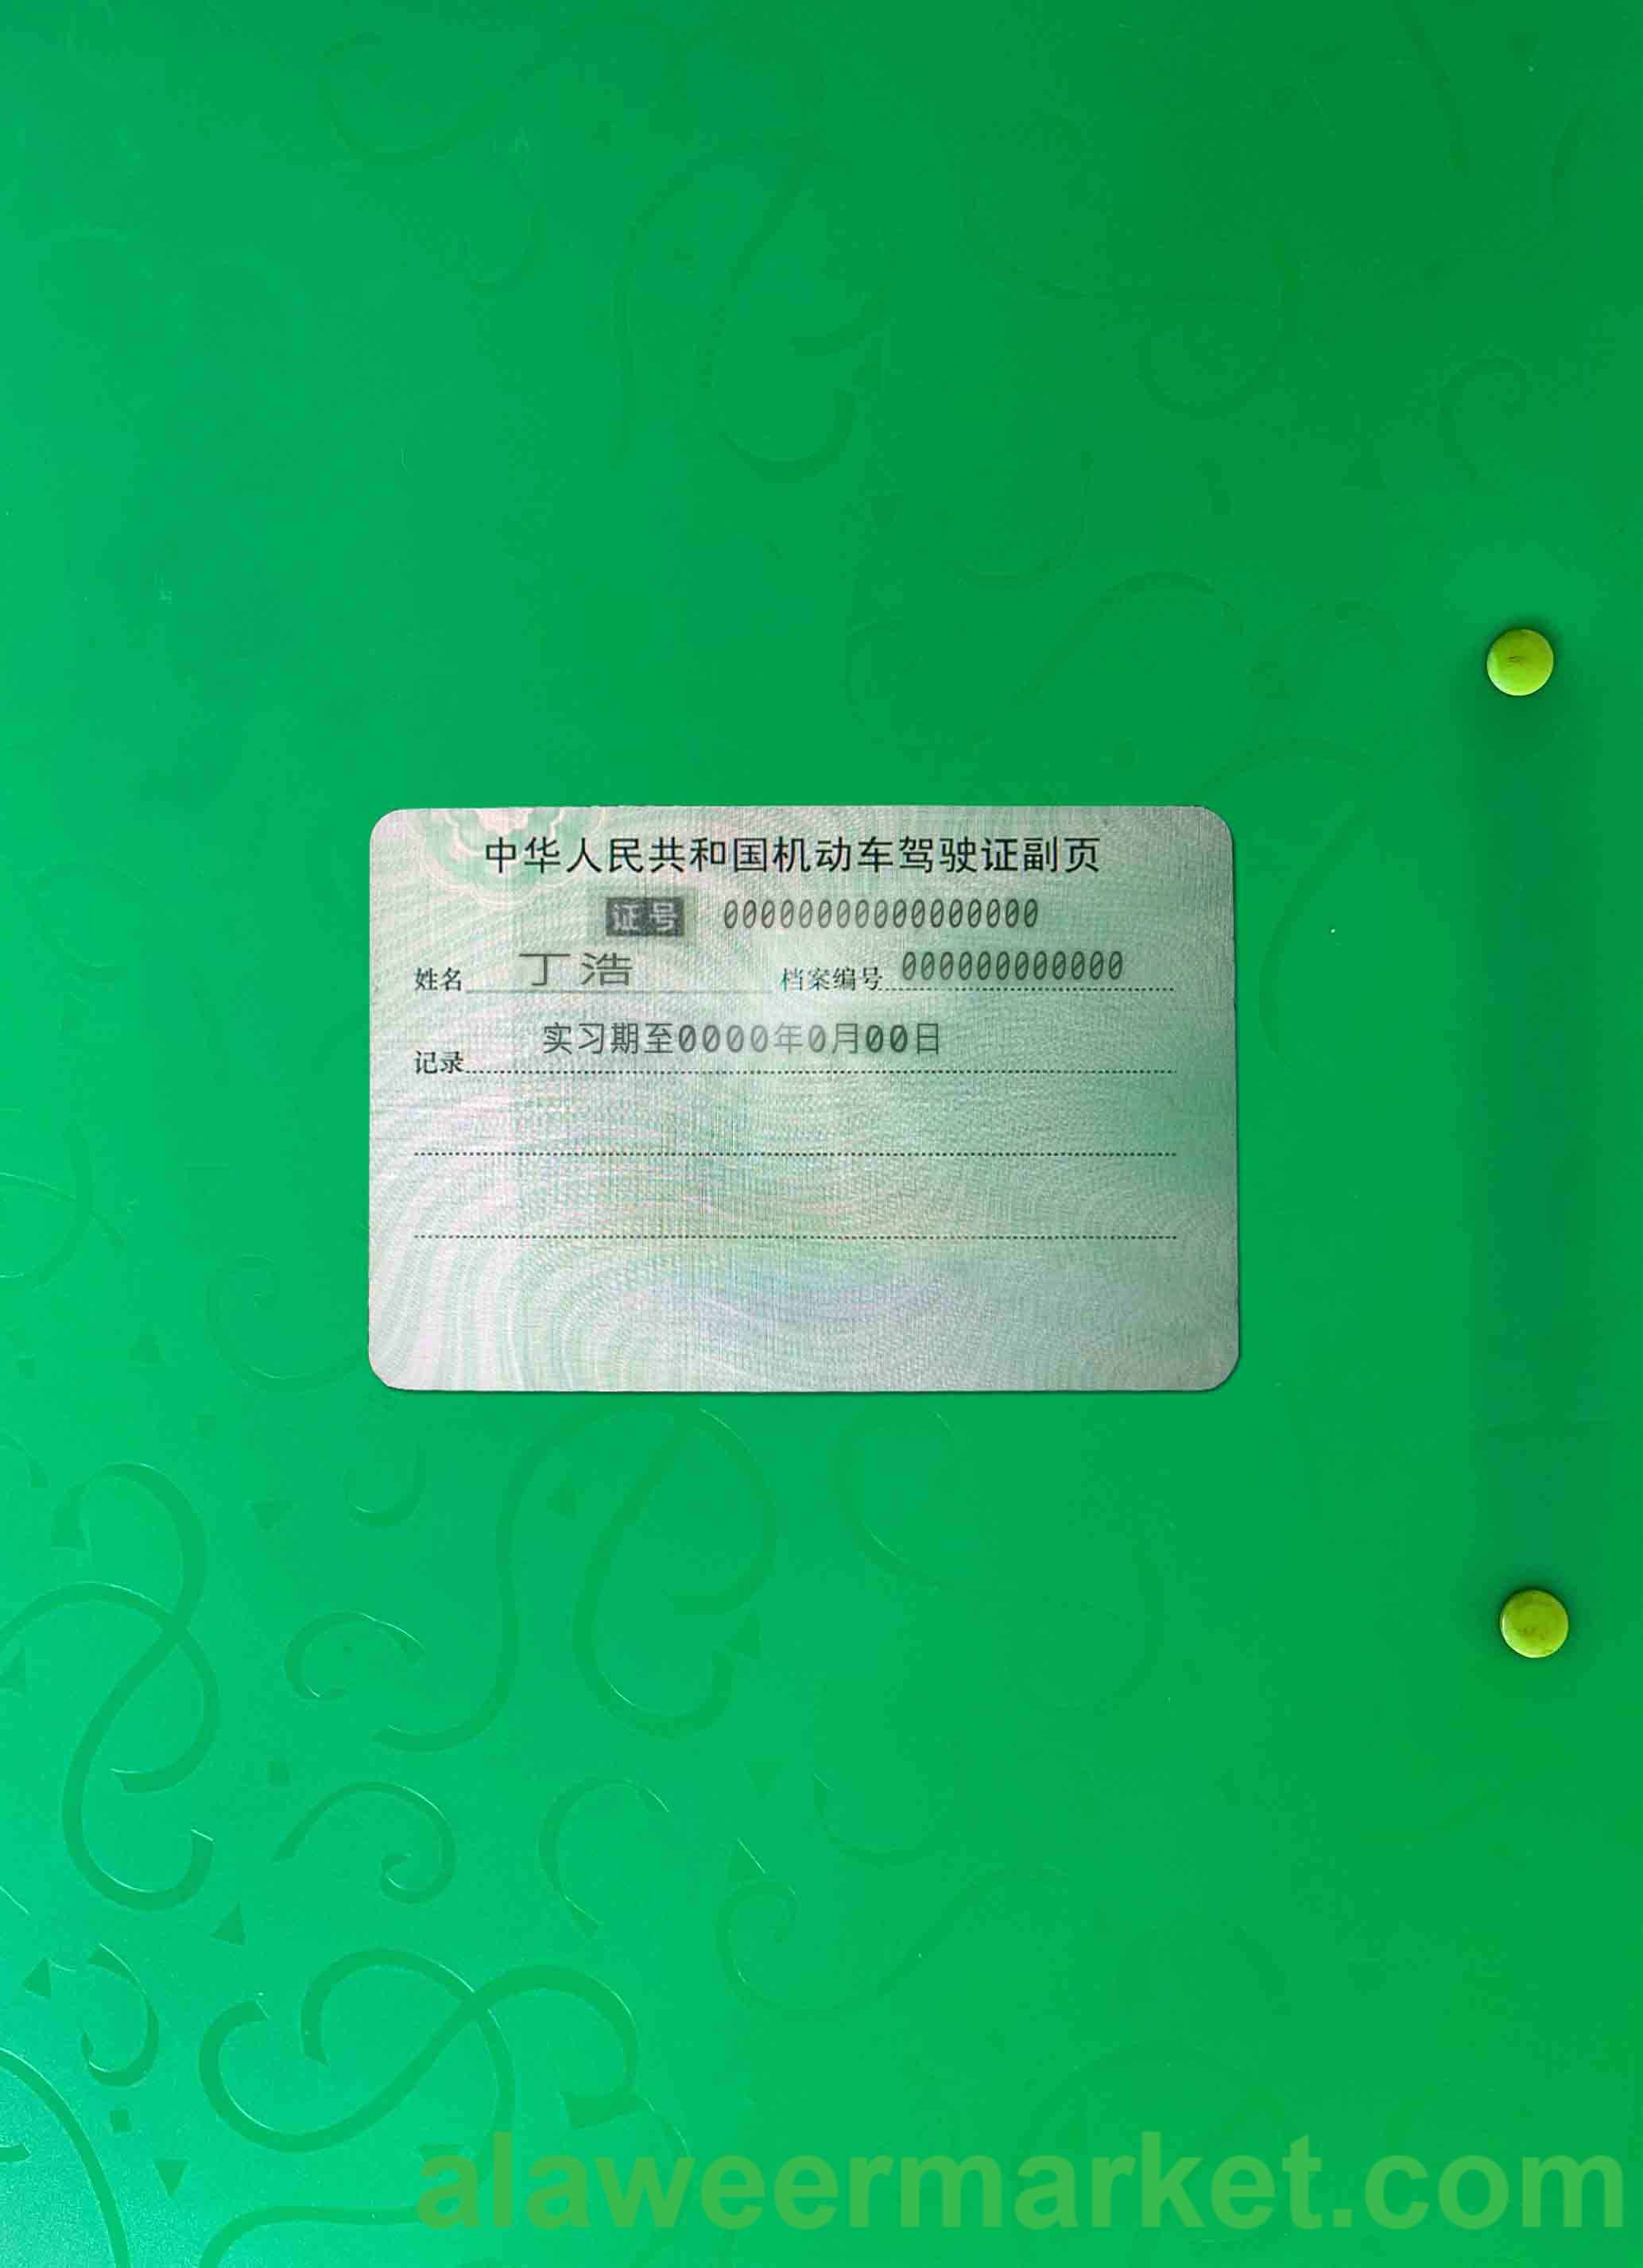 中华人民共和国机动车驾驶证副页
证号 00000000000000000
姓名 丁浩 档案编号 000000000000
记录 实习期至0000年0月00日
alaweermarket.com